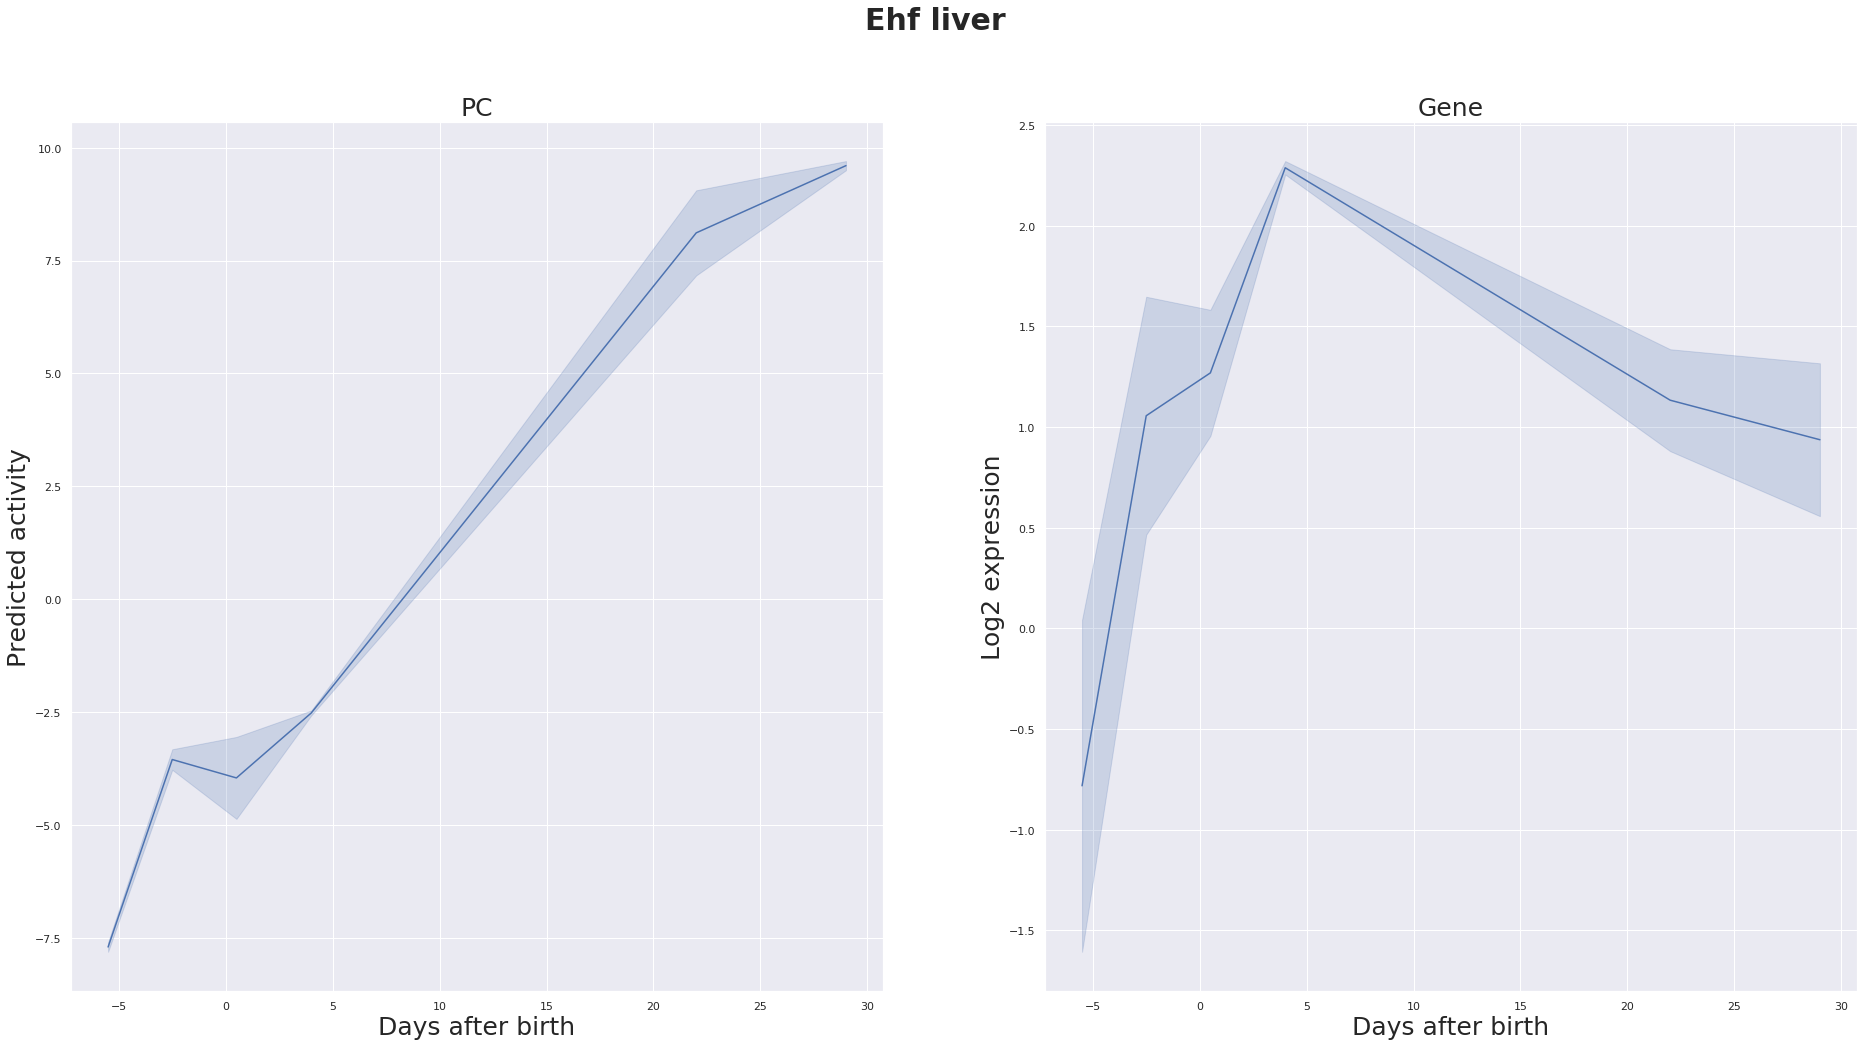 Ehf liver
PC
Predicted activity
10.0
7.5
5.0
2.5
0.0
−2.5
−5.0
−7.5
−5 0 5 10 15 20 25 30
Days after birth
Gene
Log2 expression
2.5
2.0
1.5
1.0
0.5
0.0
−0.5
−1.0
−1.5
−5 0 5 10 15 20 25 30
Days after birth